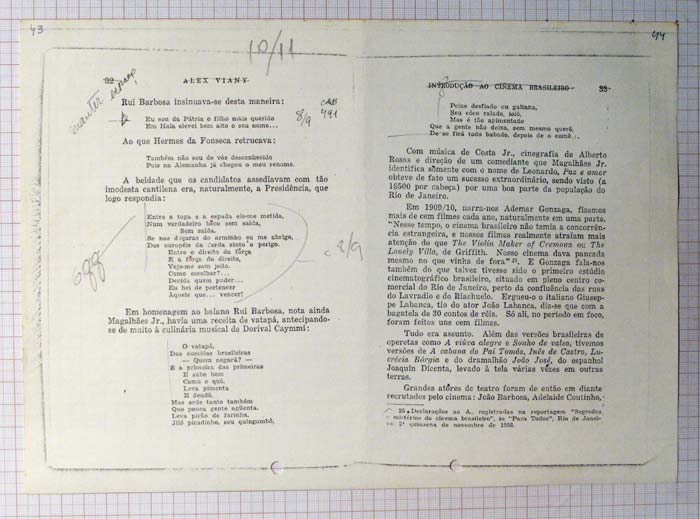 43
10/11
44
32
ALEX VIANY
manter espaço
Rui Barbosa insinuava-se desta maneira:
Eu sou da Pátria o filho mais querido
Em Haia elevei bem alto o seu nome...
8/9
491
Ao que Hermes da Fonseca retrucava:
Também não sou de vós desconhecido
Pois na Alemanha já chegou o meu renome.
A beldade que os candidatos assediavam com tão
imodesta cantilena era, naturalmente, a Presidência, que
logo respondia:
Entre a toga e a espada eis-me metida,
Num verdadeiro bêco sem saída,
Sem saída.
Se nas agruras do arminho eu me abrigo,
Dos europeis da farda sinto o perigo.
Entre o direito da fôrça
E a fôrça da direito,
Vejo-me sem jeito.
Como escolher?...
Decida quem puder...
Eu hei de pertencer
Àquele que... vencer!
c 8/9
Em homenagem ao baiano Rui Barbosa, nota ainda
Magalhães Jr., havia uma receita de vatapá, antecipando-
se de muito à culinária musical de Dorival Caymmi:
O vatapá,
Das comidas brasileiras
— Quem negará? —
É a primeira das primeiras
E sabe bem
Como o quê,
Leva pimenta
E dendê,
Mas arde tanto também
Que pouca gente agüenta.
Leva pirão de farinha,
Jiló picadinho, seu quingombô,
INTRODUÇÃO AO CINEMA BRASILEIRO
33
Peixe desfiado ou galinha,
Seu côco ralado, ioiô,
Mas é tão apimentado
Que a gente não deixa, sem mesmo querê,
De se ficá todo babado, depois de o comê...
Com música de Costa Jr., cinegrafia de Alberto
Rosas e direção de um comediante que Magalhães Jr.
identifica sòmente com o nome de Leonardo, Paz e amor
obteve de fato um sucesso extraordinário, sendo visto (a
1$500 por cabeça) por uma boa parte da população do
Rio de Janeiro.
Em 1909/10, narra-nos Ademar Gonzaga, fizemos
mais de cem filmes cada ano, naturalmente em uma parte.
"Nesse tempo, o cinema brasileiro não temia a concorrên-
cia estrangeira, e nossos filmes realmente atraíam mais
atenção do que The Violin Maker of Cremona ou The
Lonely Villa, de Griffith. Nosso cinema dava pancada
mesmo no que vinha de fora" 25. E Gonzaga fala-nos
também do que talvez tivesse sido o primeiro estúdio
cinematográfico brasileiro, situado em pleno centro co-
mercial do Rio de Janeiro, perto da confluência das ruas
do Lavradio e do Riachuelo. Ergueu-o o italiano Giusep-
pe Labanca, tio do ator João Labanca, diz-se que com a
bagatela de 30 contos de réis. Só ali, no período em foco,
foram feitos uns cem filmes.
Tudo era assunto. Além das versões brasileiras de
operetas como A viúva alegre e Sonho de valsa, tivemos
versões de A cabana do Pai Tomás, Inês de Castro, Lu-
crécia Bórgia e do dramalhão João José, do espanhol
Joaquín Dicenta, levado à tela várias vêzes em outras
terras.
Grandes atôres de teatro foram de então em diante
recrutados pelo cinema: João Barbosa, Adelaide Coutinho,
25 Declarações ao A., registradas na reportagem "Segredos
e mistérios do cinema brasileiro", in "Para Todos", Rio de Janei-
ro, 2ª quinzena de novembro de 1956.